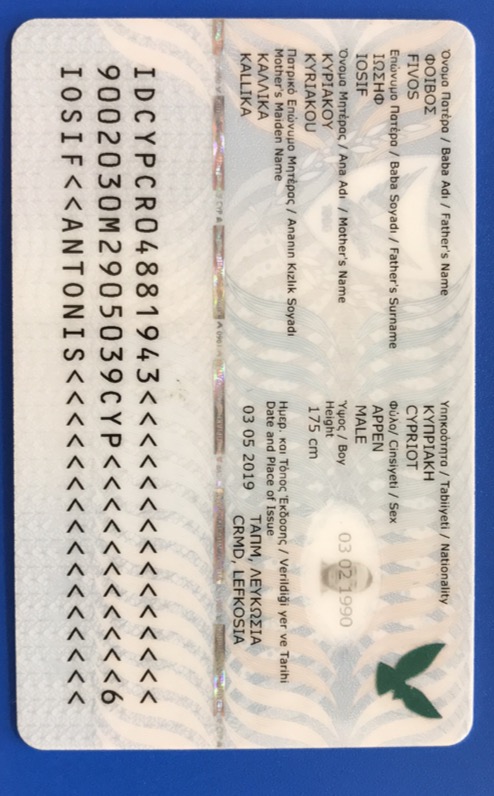 Όνομα Πατέρα / Baba Adı / Father's Name
ΦΟΙΒΟΣ
FIVOS
Επώνυμο Πατέρα / Baba Soyadı / Father's Surname
ΙΩΣΗΦ
IOSIF
Όνομα Μητέρας / Ana Adı / Mother's Name
ΚΥΡΙΑΚΟΥ
KYRIAKOU
Πατρικό Επώνυμο Μητέρας / Ananın Kızlık Soyadı
Mother's Maiden Name
ΚΑΛΛΙΚΑ
KALLIKA
Υπηκοότητα / Tabiiyeti / Nationality
ΚΥΠΡΙΑΚΗ
CYPRIOT
Φύλο/ Cinsiyeti / Sex
ΑΡΡΕΝ
MALE
Ύψος / Boy
Height
175 cm
03 02 1990
Ημερ. και Τόπος Έκδοσης / Verildiği yer ve Tarihi
Date and Place of Issue
03 05 2019
ΤΑΠΜ, ΛΕΥΚΩΣΙΑ
CRMD, LEFKOSIA
IDCYPCR04881943<<<<<<<<<<<<<<<
9002030M2905039CYP<<<<<<<<<<<6
IOSIF<<ANTONIS<<<<<<<<<<<<<<<<